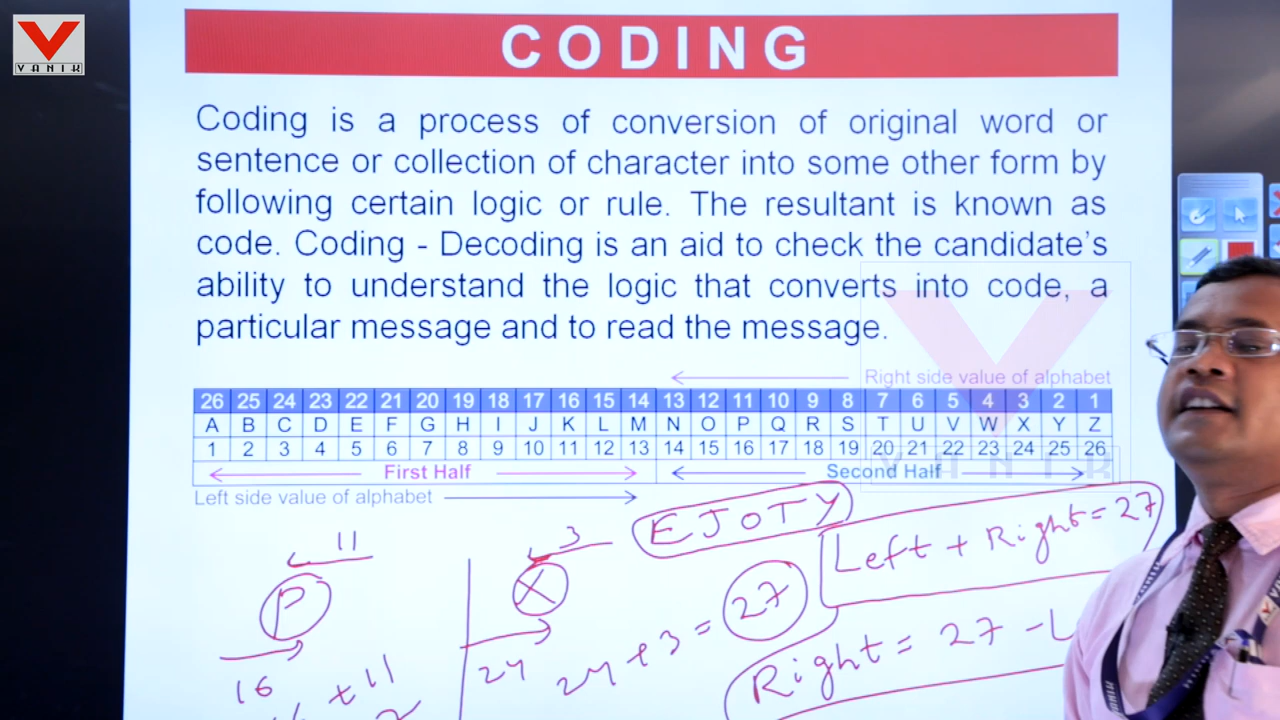 VANIK
CODING
Coding is a process of conversion of original word or
sentence or collection of character into some other form by
following certain logic or rule. The resultant is known as
code. Coding - Decoding is an aid to check the candidate's
ability to understand the logic that converts into code, a
particular message and to read the message.
Right side value of alphabet
26 25 24 23 22 21 20 19 18 17 16 15 14 13 12 11 10 9 8 7 6 5 4 3 2 1
A B C D E F G H I J K L M N O P Q R S T U V W X Y Z
1 2 3 4 5 6 7 8 9 10 11 12 13 14 15 16 17 18 19 20 21 22 23 24 25 26
First Half Second Half
VANIK
Left side value of alphabet
EJOTY
Left + Right = 27
11
3
P
X
27
24 + 3 =
Right = 27 - L
16
24
+ 11